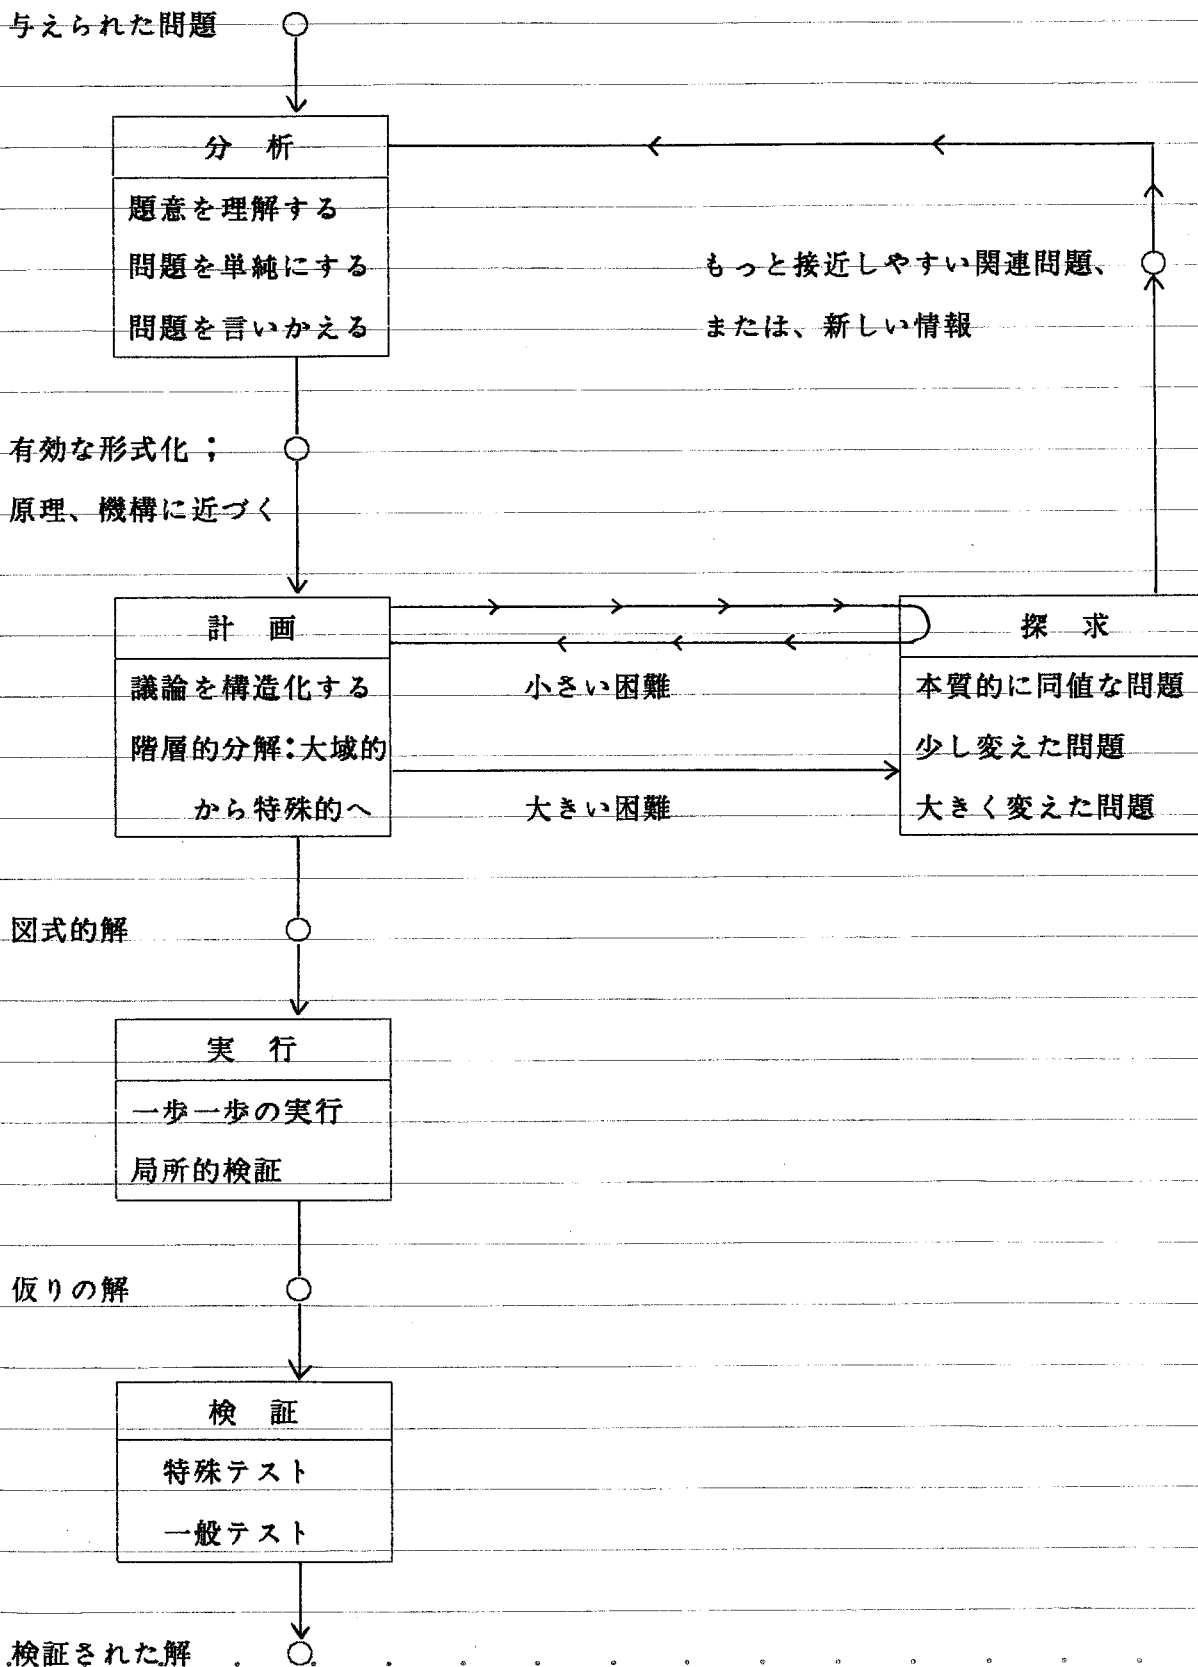 与えられた問題
分 析
題意を理解する
問題を単純にする
問題を言いかえる
もっと接近しやすい関連問題、
または、新しい情報
有効な形式化；
原理、機構に近づく
計 画
議論を構造化する
階層的分解：大域的
から特殊的へ
小さい困難
大きい困難
探 求
本質的に同値な問題
少し変えた問題
大きく変えた問題
図式的解
実 行
一歩一歩の実行
局所的検証
仮りの解
検 証
特殊テスト
一般テスト
検証された解